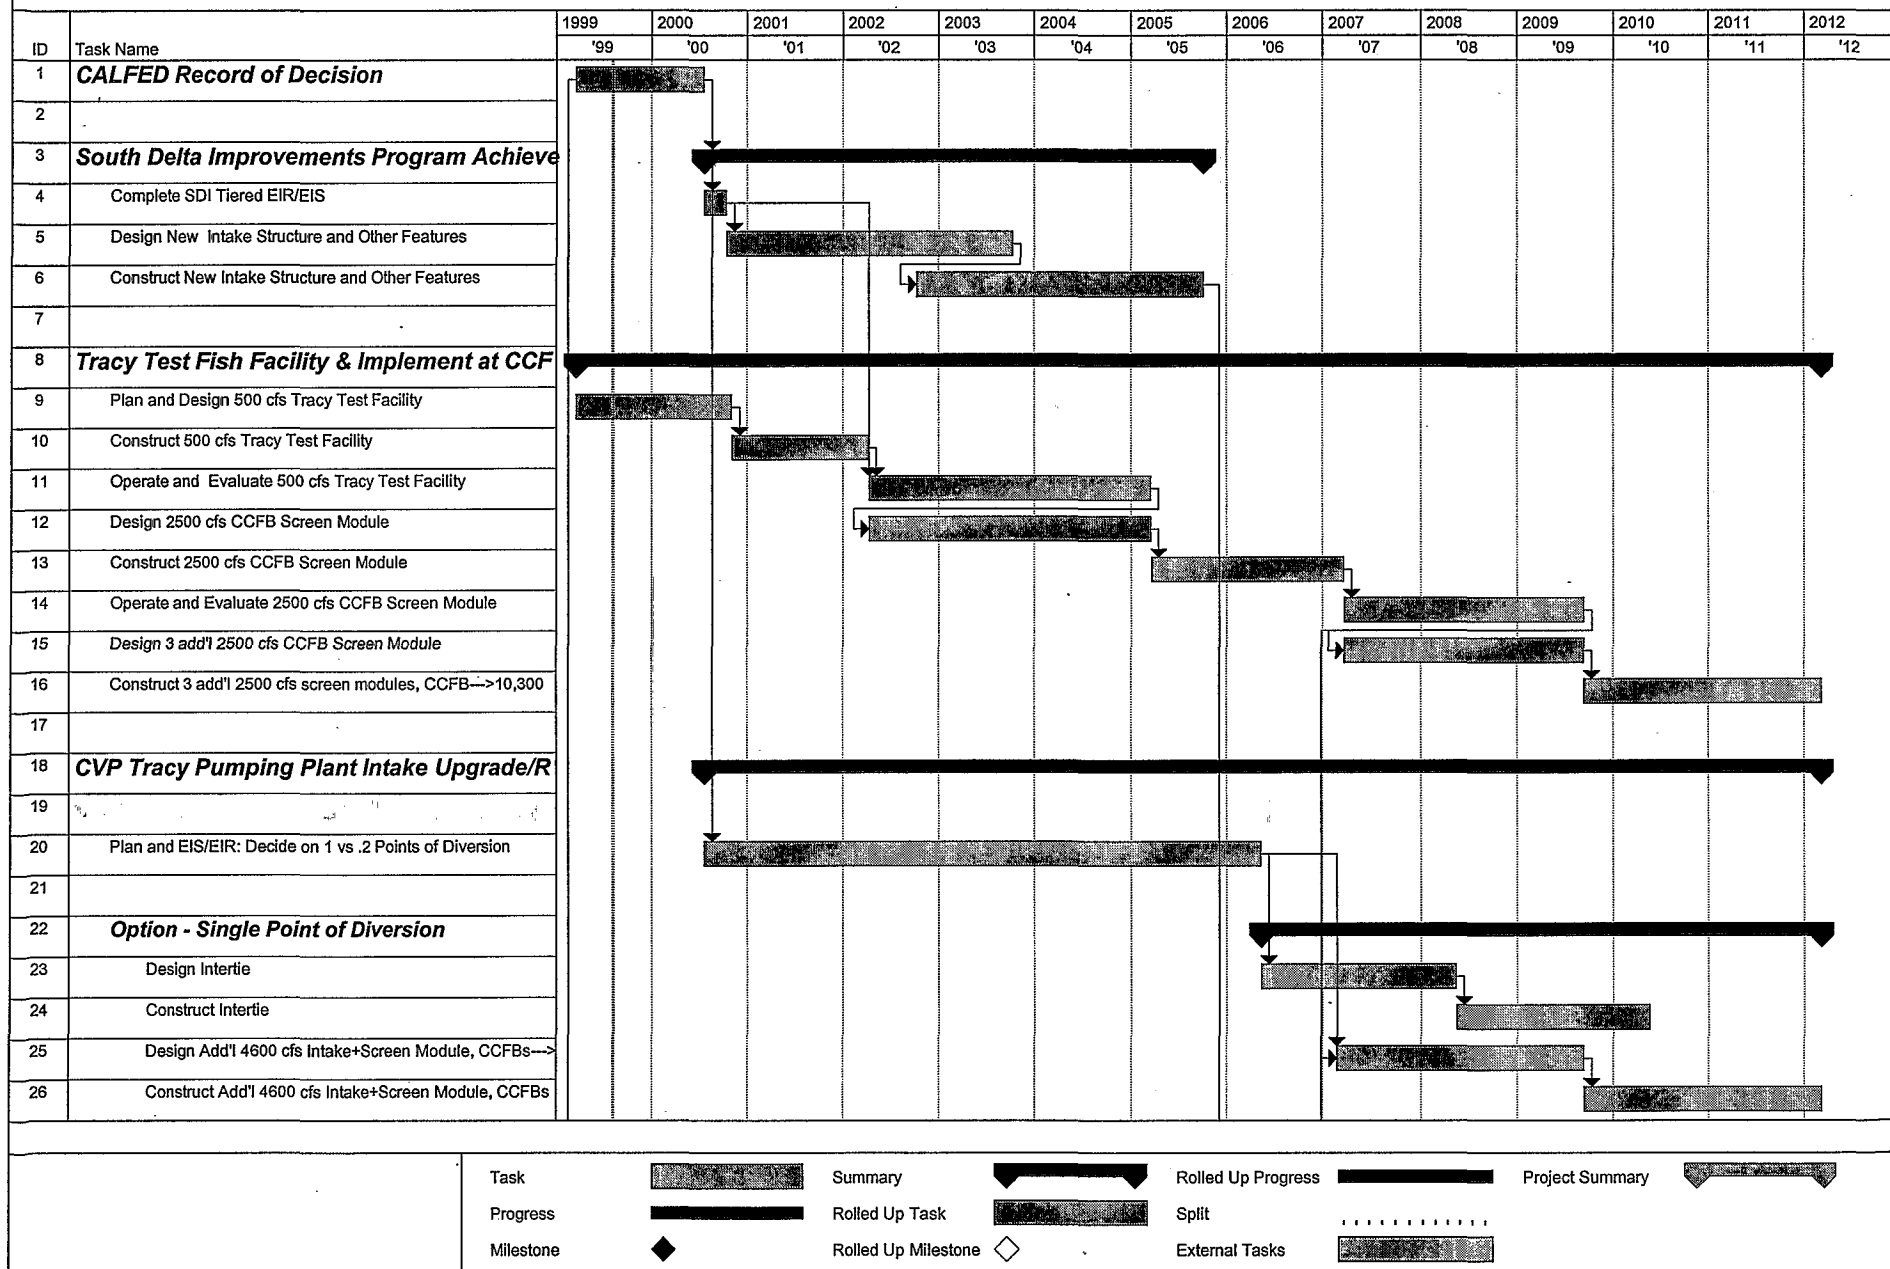 1999 2000 2001 2002 2003 2004 2005 2006 2007 2008 2009 2010 2011 2012
ID Task Name '99 '00 '01 '02 '03 '04 '05 '06 '07 '08 '09 '10 '11 '12
1 CALFED Record of Decision
2
3 South Delta Improvements Program Achieve
4 Complete SDI Tiered EIR/EIS
5 Design New Intake Structure and Other Features
6 Construct New Intake Structure and Other Features
7
8 Tracy Test Fish Facility & Implement at CCF
9 Plan and Design 500 cfs Tracy Test Facility
10 Construct 500 cfs Tracy Test Facility
11 Operate and Evaluate 500 cfs Tracy Test Facility
12 Design 2500 cfs CCFB Screen Module
13 Construct 2500 cfs CCFB Screen Module
14 Operate and Evaluate 2500 cfs CCFB Screen Module
15 Design 3 add'l 2500 cfs CCFB Screen Module
16 Construct 3 add'l 2500 cfs screen modules, CCFB--->10,300
17
18 CVP Tracy Pumping Plant Intake Upgrade/R
19
20 Plan and EIS/EIR: Decide on 1 vs .2 Points of Diversion
21
22 Option - Single Point of Diversion
23 Design Intertie
24 Construct Intertie
25 Design Add'l 4600 cfs Intake+Screen Module, CCFBs--->
26 Construct Add'l 4600 cfs Intake+Screen Module, CCFBs
Task Summary Rolled Up Progress Project Summary
Progress Rolled Up Task Split
Milestone Rolled Up Milestone External Tasks